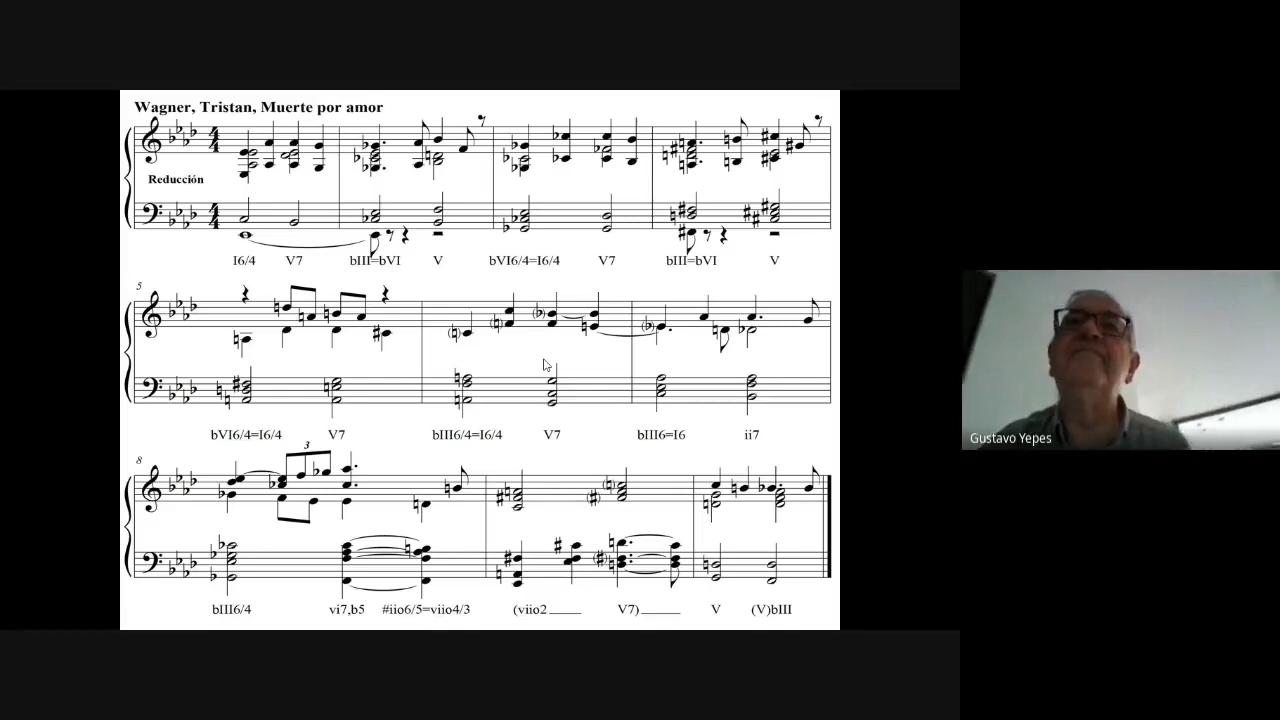 Wagner, Tristan, Muerte por amor
Reducción
I6/4 V7 bIII=bVI V bVI6/4=I6/4 V7 bIII=bVI V
5
bVI6/4=I6/4 V7 bIII6/4=I6/4 V7 bIII6=I6 ii7
8
3
bIII6/4 vi7,b5 #iio6/5=viio4/3 (viio2 V7) V (V)bIII
Gustavo Yepes